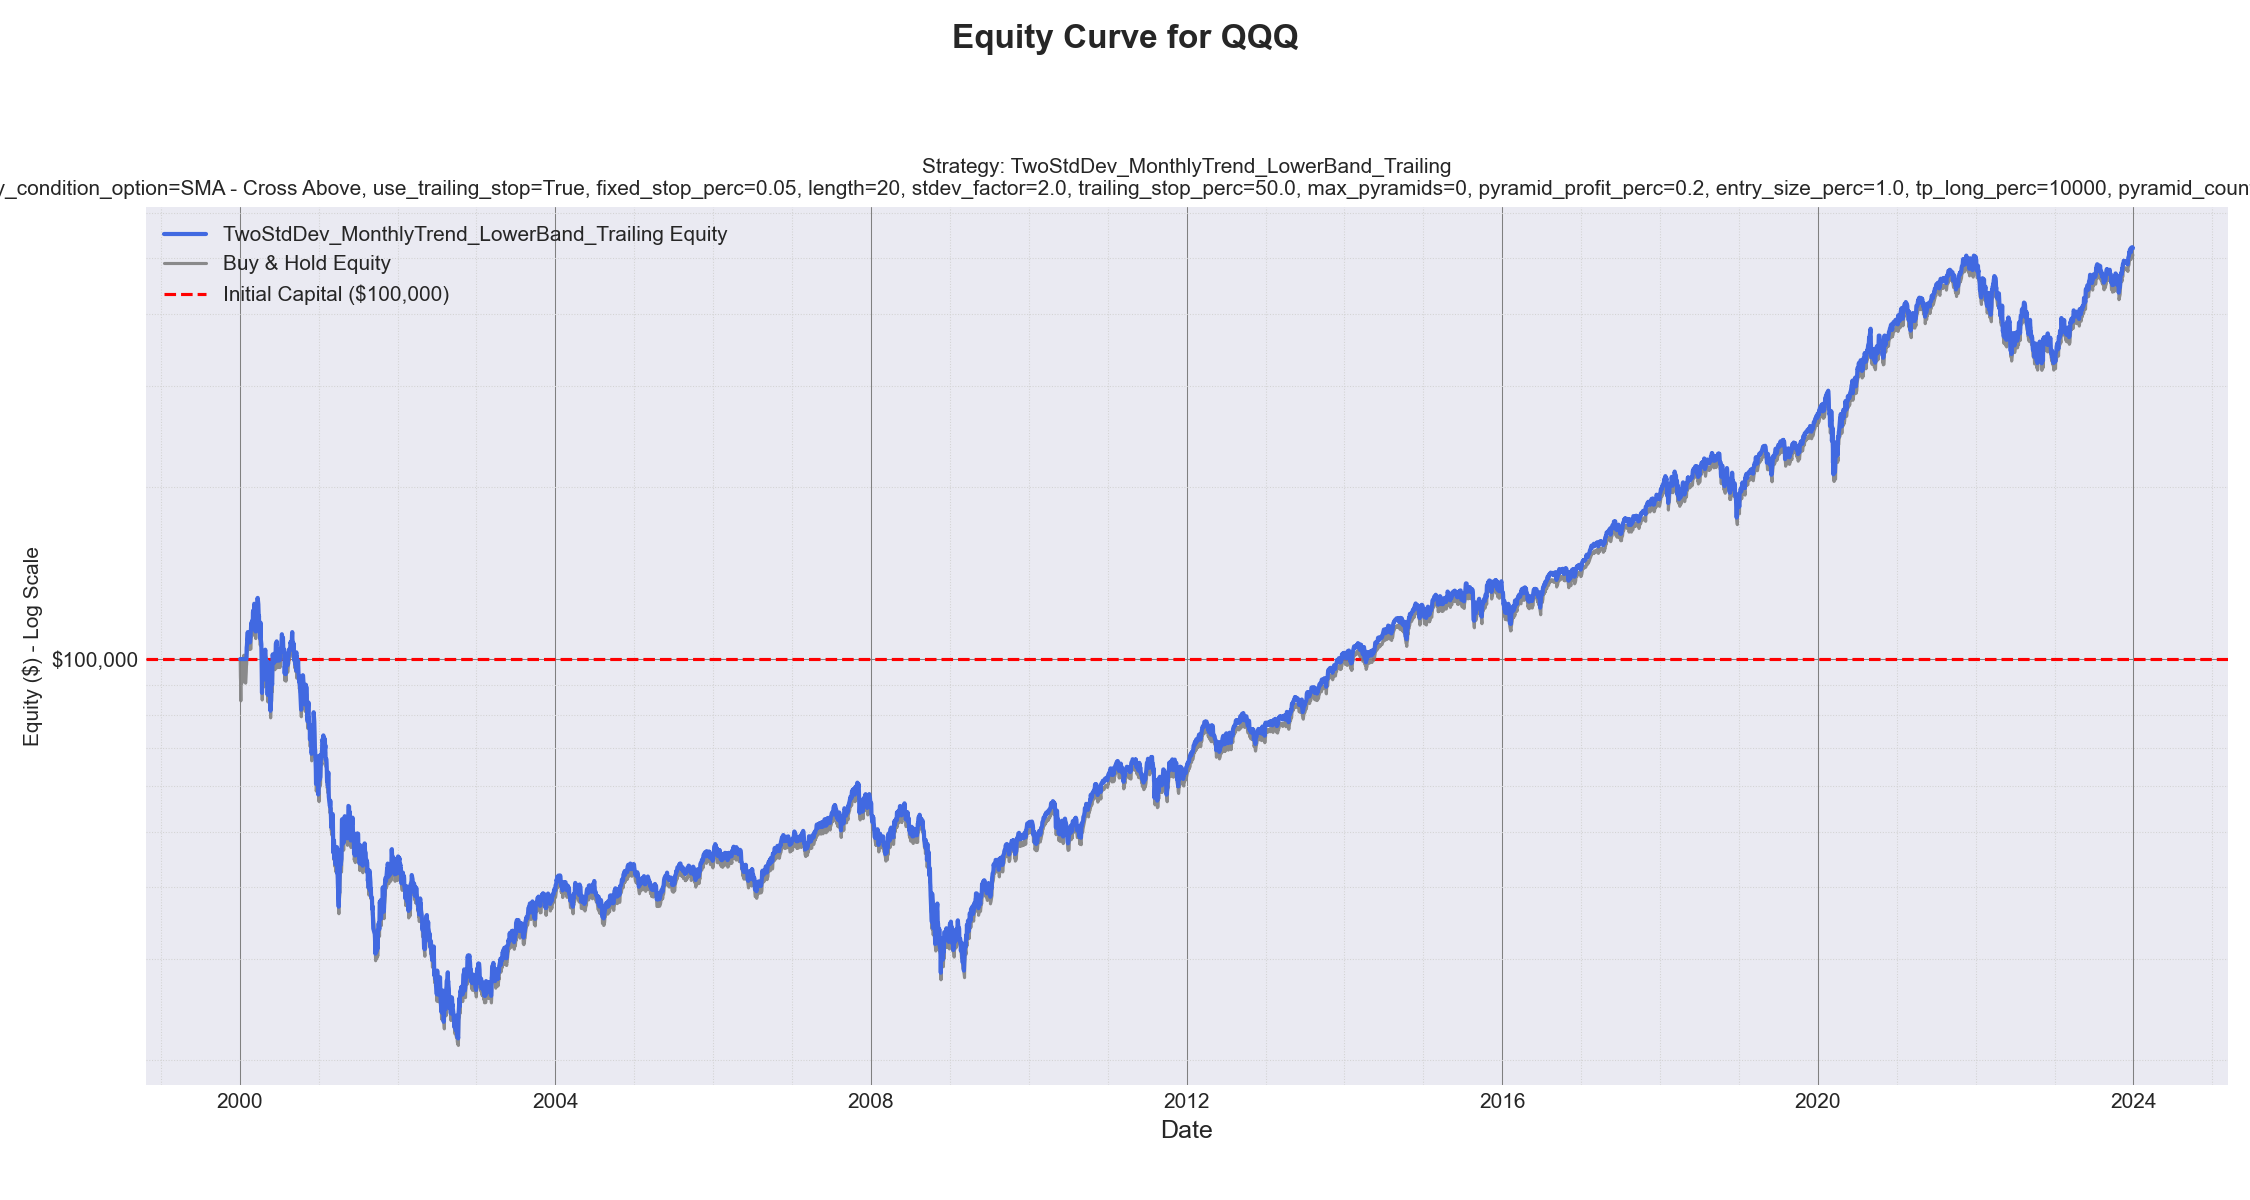 Equity Curve for QQQ
Strategy: TwoStdDev_MonthlyTrend_LowerBand_Trailing
y_condition_option=SMA - Cross Above, use_trailing_stop=True, fixed_stop_perc=0.05, length=20, stdev_factor=2.0, trailing_stop_perc=50.0, max_pyramids=0, pyramid_profit_perc=0.2, entry_size_perc=1.0, tp_long_perc=10000, pyramid_coun
TwoStdDev_MonthlyTrend_LowerBand_Trailing Equity
Buy & Hold Equity
Initial Capital ($100,000)
Equity ($) - Log Scale
$100,000
2000 2004 2008 2012 2016 2020 2024
Date